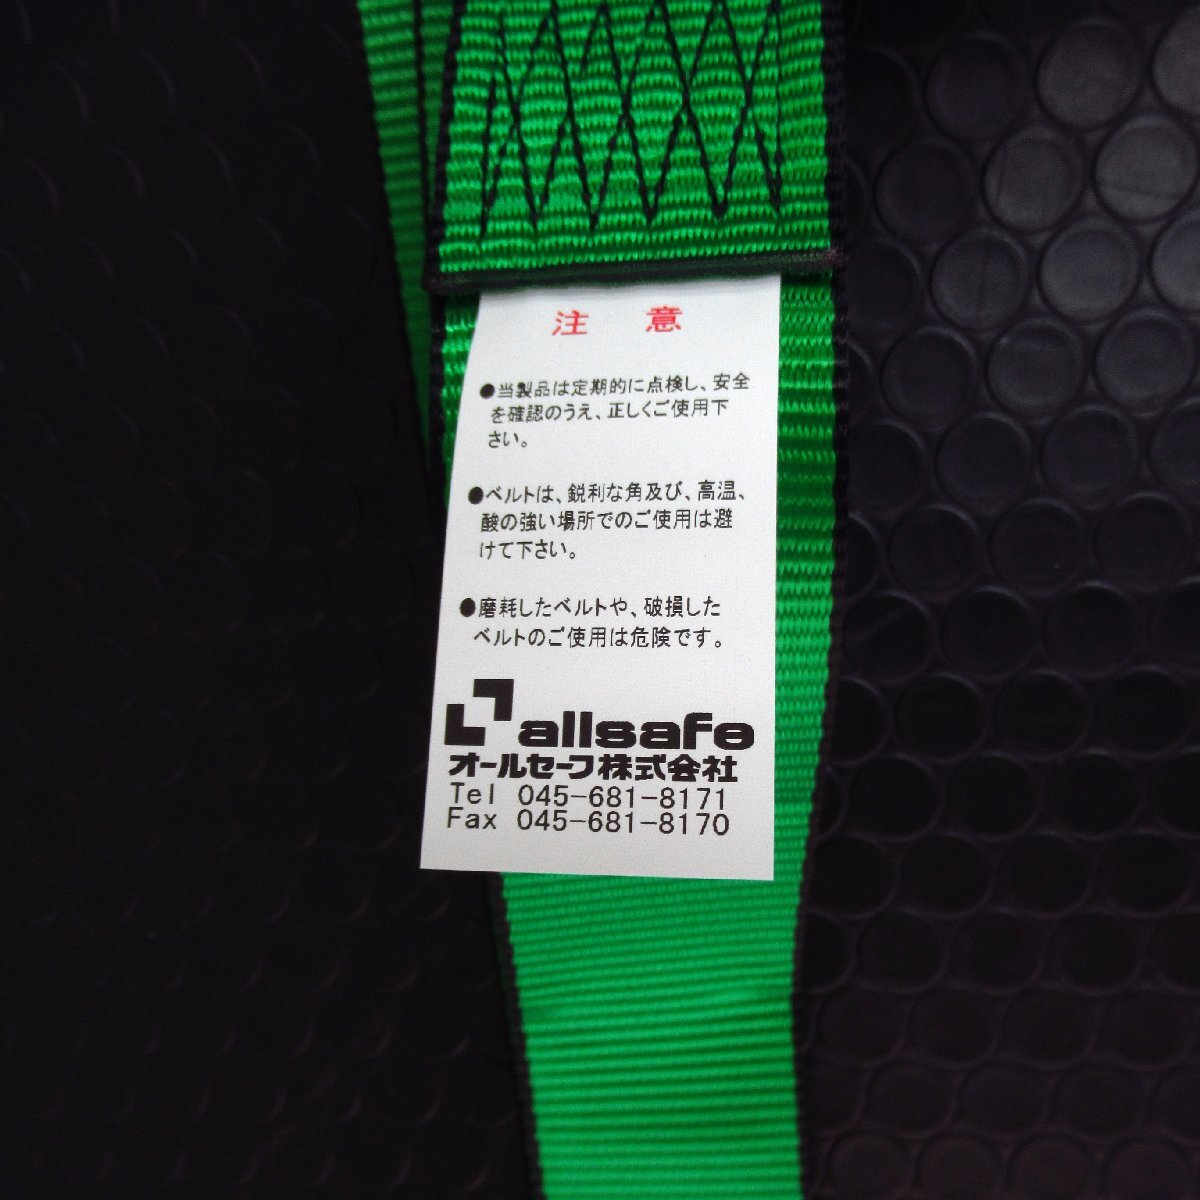 注 意
●当製品は定期的に点検し、安全
を確認のうえ、正しくご使用下
さい。
●ベルトは、鋭利な角及び、高温、
酸の強い場所でのご使用は避
けて下さい。
●磨耗したベルトや、破損した
ベルトのご使用は危険です。
allsafe
オールセーフ株式会社
Tel 045-681-8171
Fax 045-681-8170